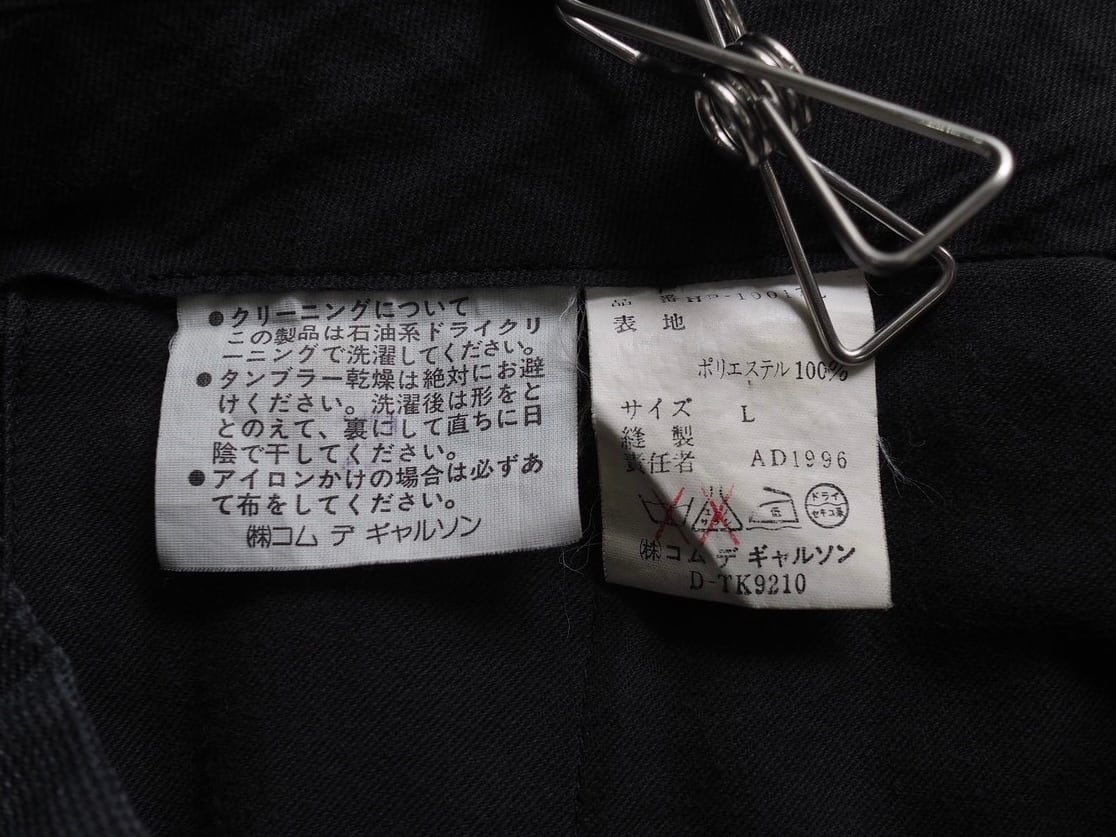 ●クリーニングについて
この製品は石油系ドライクリ
ーニングで洗濯してください。
●タンブラー乾燥は絶対にお避
けください。洗濯後は形をと
とのえて、裏にして直ちに日
陰で干してください。
●アイロンかけの場合は必ずあ
て布をしてください。
㈱コム デ ギャルソン
品番
表地
ポリエステル100%
サイズ L
縫製
責任者 AD1996
低
ドライ
セキユ系
㈱コム デ ギャルソン
D-TK9210